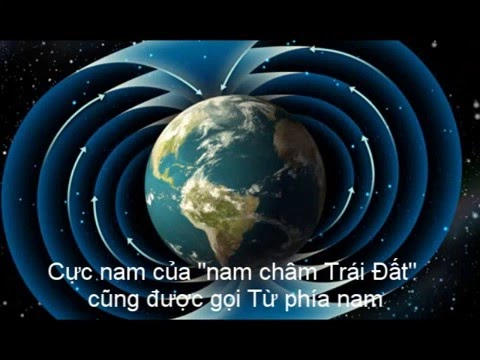 Cực nam của "nam châm Trái Đất"
cũng được gọi Từ phía nam